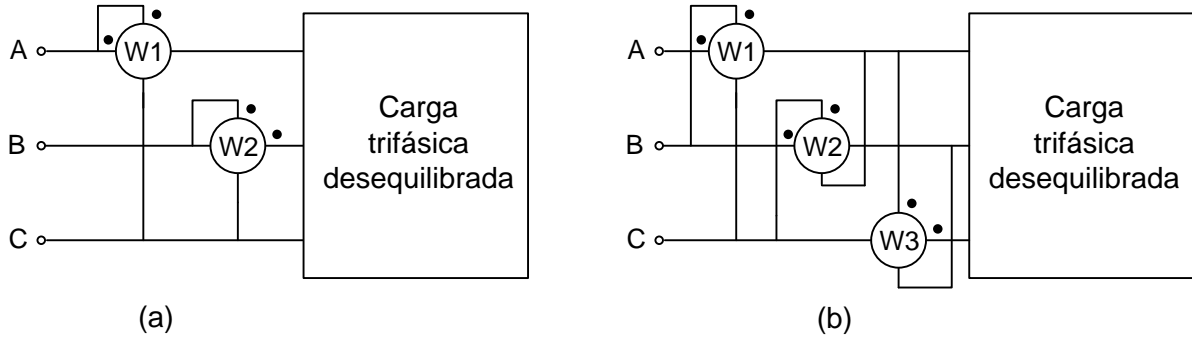 A
W1
B
W2
C
Carga
trifásica
desequilibrada
(a)
A
W1
B
W2
C
W3
Carga
trifásica
desequilibrada
(b)